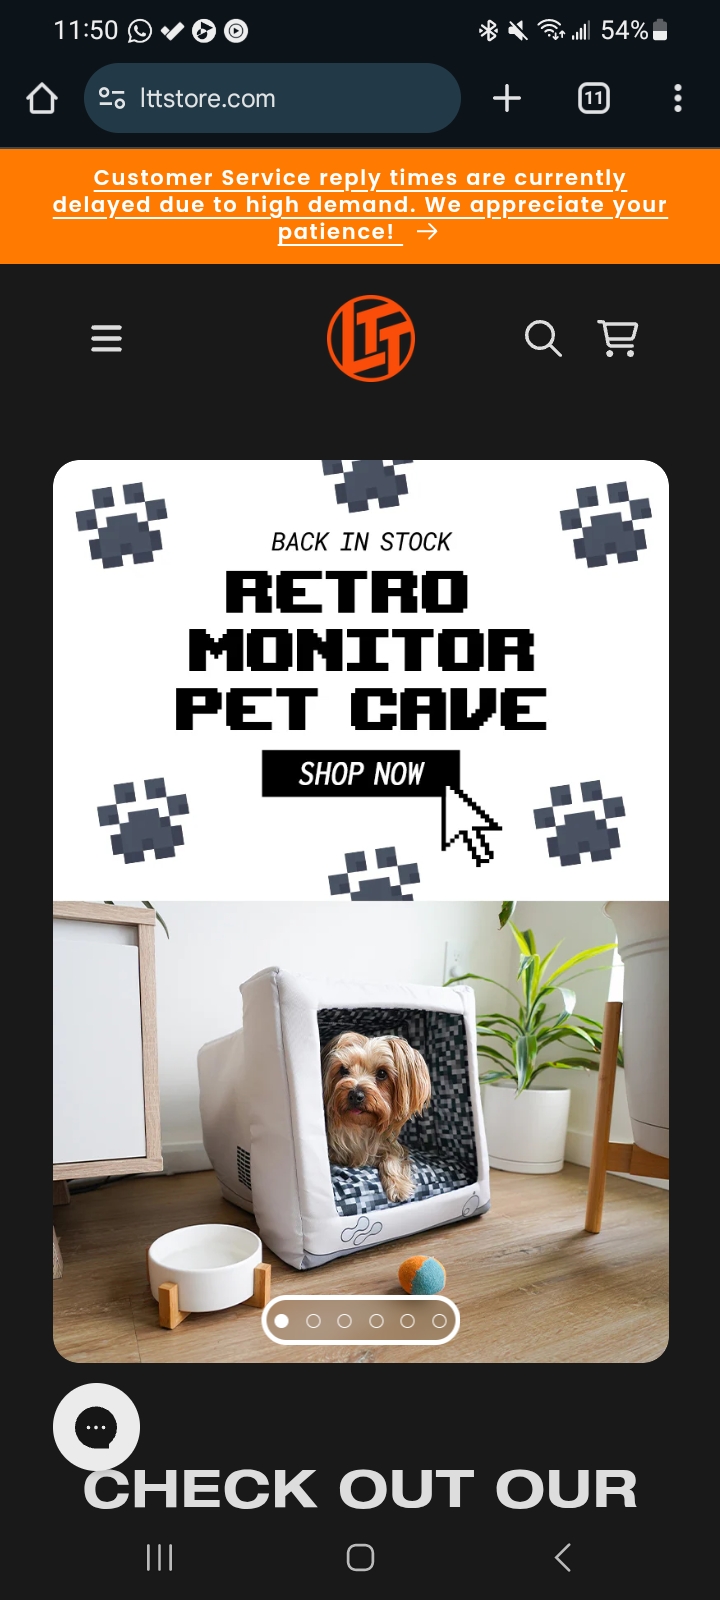 11:50
54%
lttstore.com
11
Customer Service reply times are currently
delayed due to high demand. We appreciate your
patience! →
LTT
BACK IN STOCK
RETRO
MONITOR
PET CAVE
SHOP NOW
CHECK OUT OUR